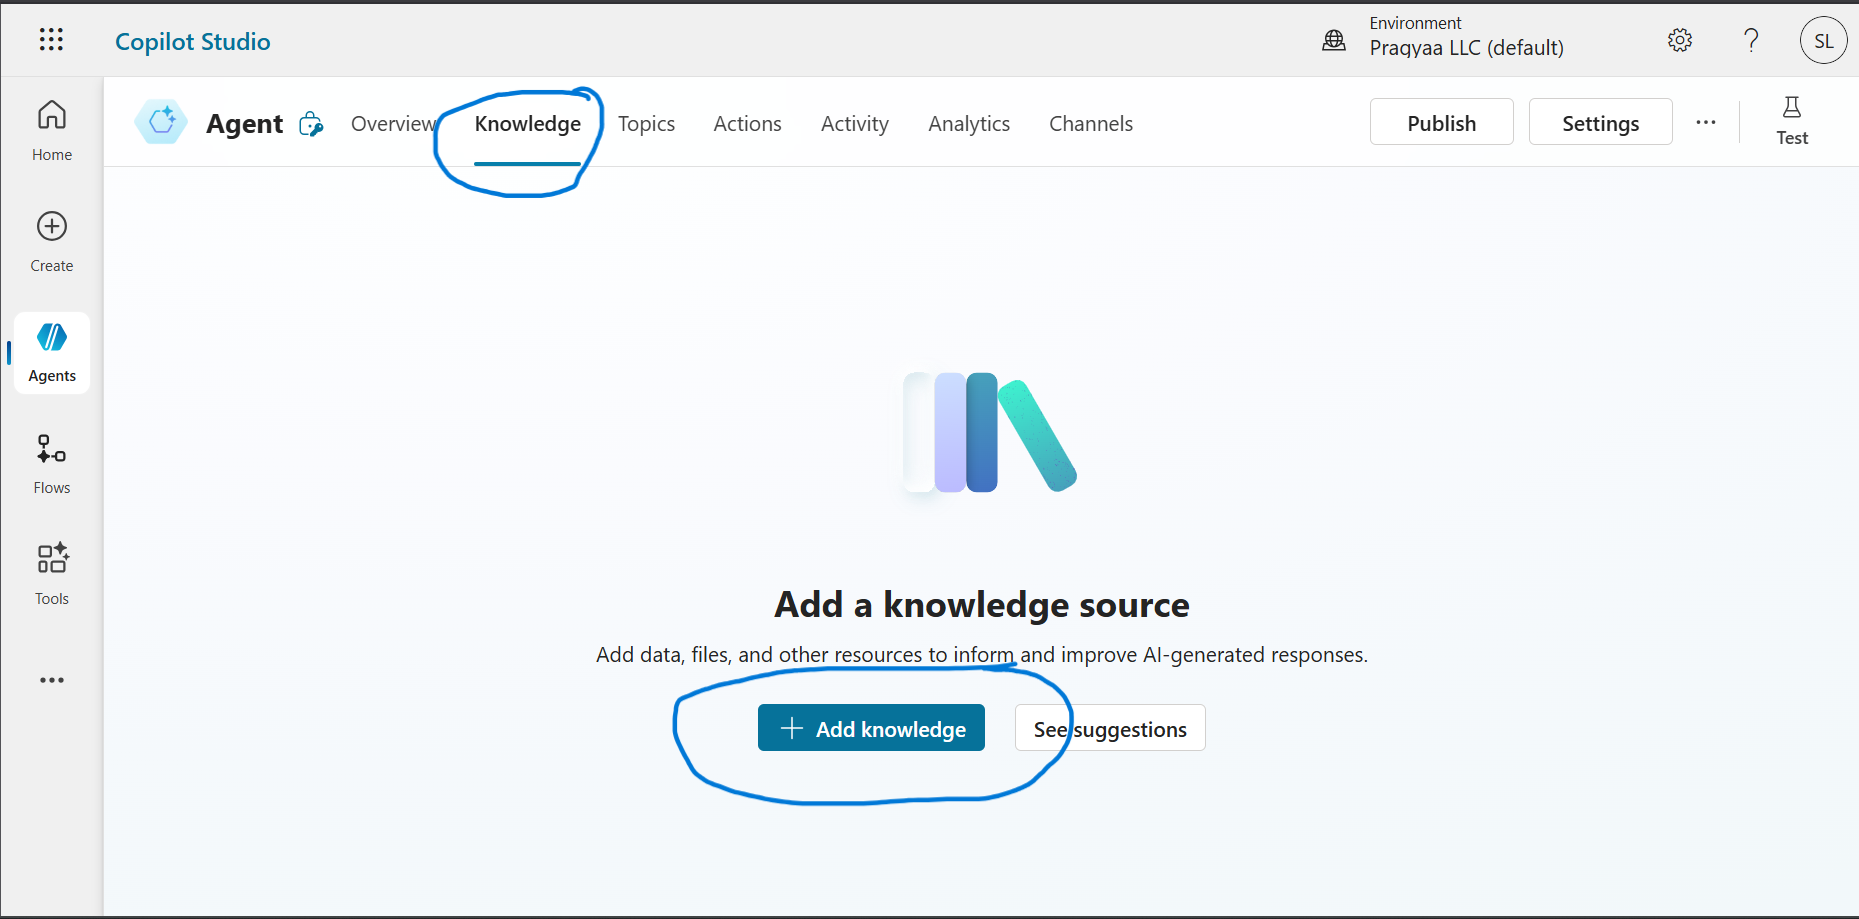 Copilot Studio
Environment
Pragyaa LLC (default)
SL
Agent
Overview
Knowledge
Topics
Actions
Activity
Analytics
Channels
Publish
Settings
Test
Home
Create
Agents
Flows
Tools
Add a knowledge source
Add data, files, and other resources to inform and improve AI-generated responses.
Add knowledge
See suggestions